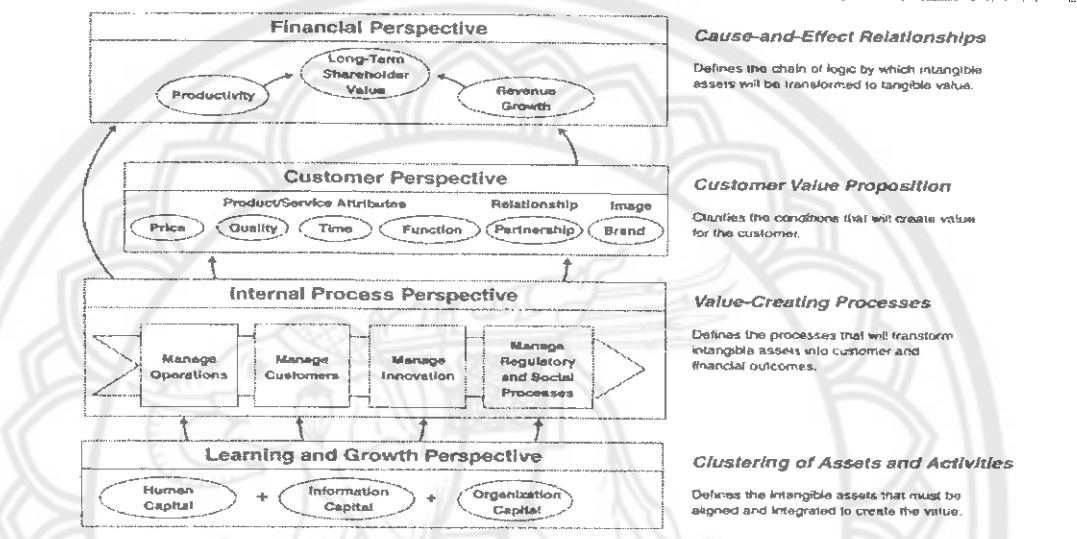 Financial Perspective
Long-Term
Shareholder
Value
Productivity
Revenue
Growth
Cause-and-Effect Relationships
Defines the chain of logic by which intangible
assets will be transformed to tangible value.
Customer Perspective
Product/Service Attributes
Relationship
Image
Price
Quality
Time
Function
Partnership
Brand
Customer Value Proposition
Clarifies the conditions that will create value
for the customer.
Internal Process Perspective
Manage
Operations
Manage
Customers
Manage
Innovation
Manage
Regulatory
and Social
Processes
Value-Creating Processes
Defines the processes that will transform
intangible assets into customer and
financial outcomes.
Learning and Growth Perspective
Human
Capital
+
Information
Capital
+
Organization
Capital
Clustering of Assets and Activities
Defines the intangible assets that must be
aligned and integrated to create the value.